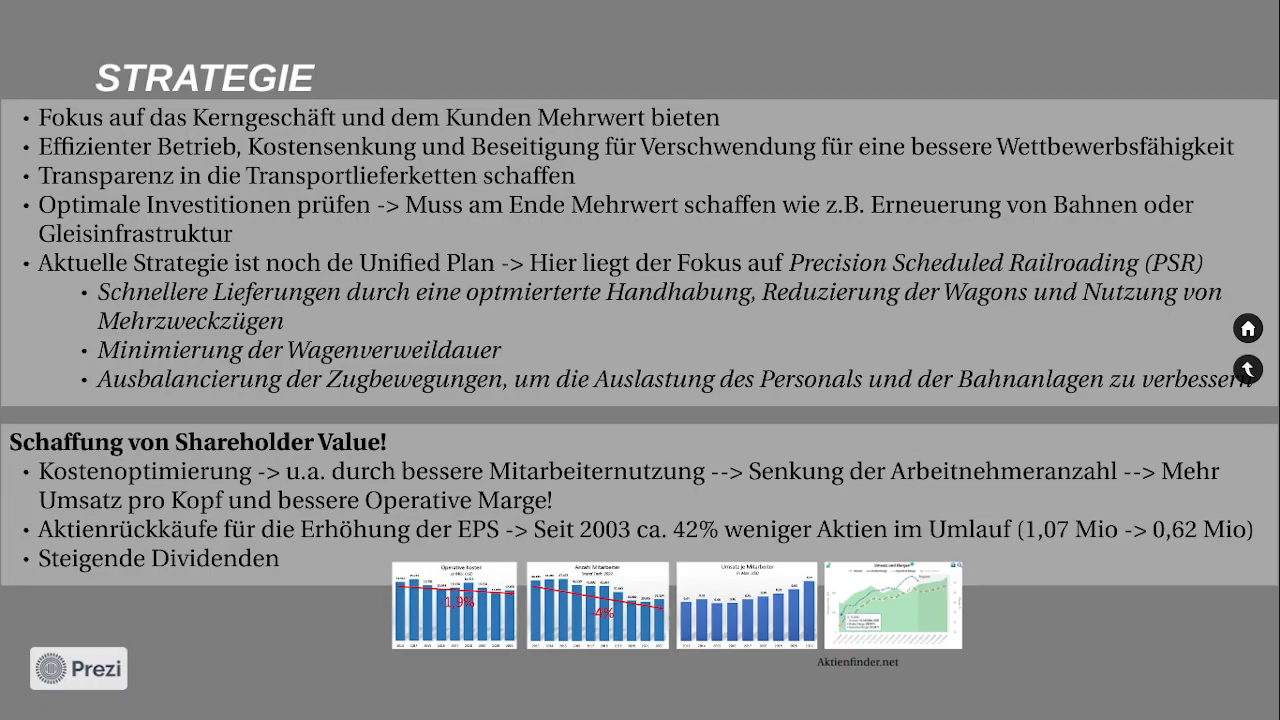 STRATEGIE
• Fokus auf das Kerngeschäft und dem Kunden Mehrwert bieten
• Effizienter Betrieb, Kostensenkung und Beseitigung für Verschwendung für eine bessere Wettbewerbsfähigkeit
• Transparenz in die Transportlieferketten schaffen
• Optimale Investitionen prüfen -> Muss am Ende Mehrwert schaffen wie z.B. Erneuerung von Bahnen oder
Gleisinfrastruktur
• Aktuelle Strategie ist noch de Unified Plan -> Hier liegt der Fokus auf Precision Scheduled Railroading (PSR)
• Schnellere Lieferungen durch eine optmierterte Handhabung, Reduzierung der Wagons und Nutzung von
Mehrzweckzügen
• Minimierung der Wagenverweildauer
• Ausbalancierung der Zugbewegungen, um die Auslastung des Personals und der Bahnanlagen zu verbessern
Schaffung von Shareholder Value!
• Kostenoptimierung -> u.a. durch bessere Mitarbeiternutzung --> Senkung der Arbeitnehmeranzahl --> Mehr
Umsatz pro Kopf und bessere Operative Marge!
• Aktienrückkäufe für die Erhöhung der EPS -> Seit 2003 ca. 42% weniger Aktien im Umlauf (1,07 Mio -> 0,62 Mio)
• Steigende Dividenden
Operative Kosten
Anzahl Mitarbeiter
Umsatz je Mitarbeiter
Umsatz und Margen
-1,9%
-4%
Aktienfinder.net
Prezi